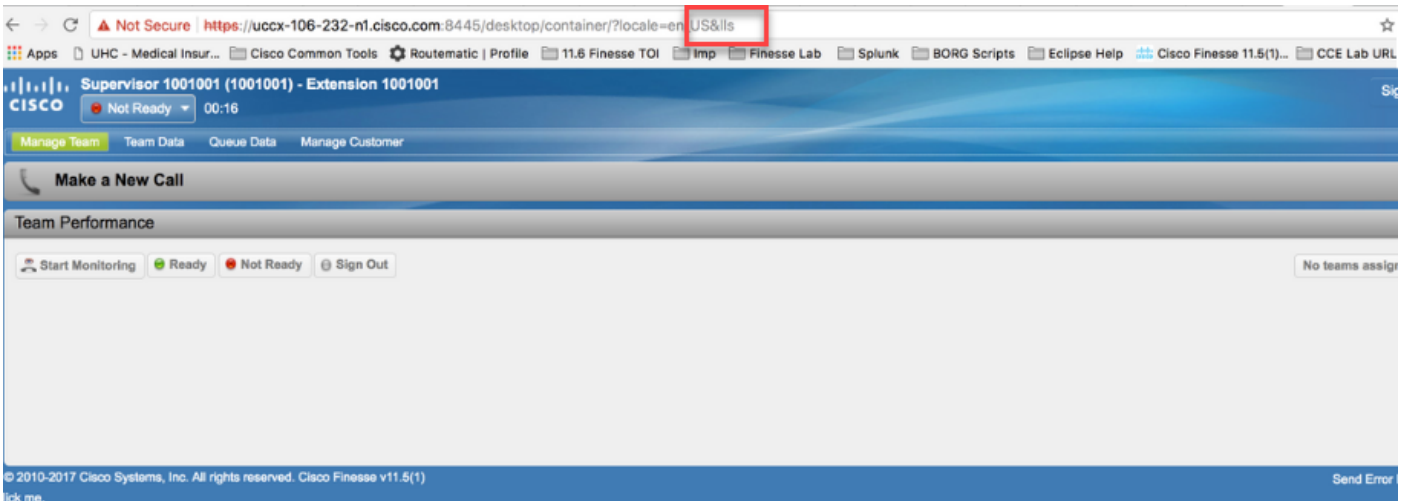 Not Secure https://uccx-106-232-n1.cisco.com:8445/desktop/container/?locale=en_US&lls
Apps UHC - Medical Insur... Cisco Common Tools Routematic | Profile 11.6 Finesse TOI Imp Finesse Lab Splunk BORG Scripts Eclipse Help Cisco Finesse 11.5(1)... CCE Lab URL
Supervisor 1001001 (1001001) - Extension 1001001
CISCO Not Ready 00:16 Sig
Manage Team Team Data Queue Data Manage Customer
Make a New Call
Team Performance
Start Monitoring Ready Not Ready Sign Out No teams assign
© 2010-2017 Cisco Systems, Inc. All rights reserved. Cisco Finesse v11.5(1) Send Error
lick me.